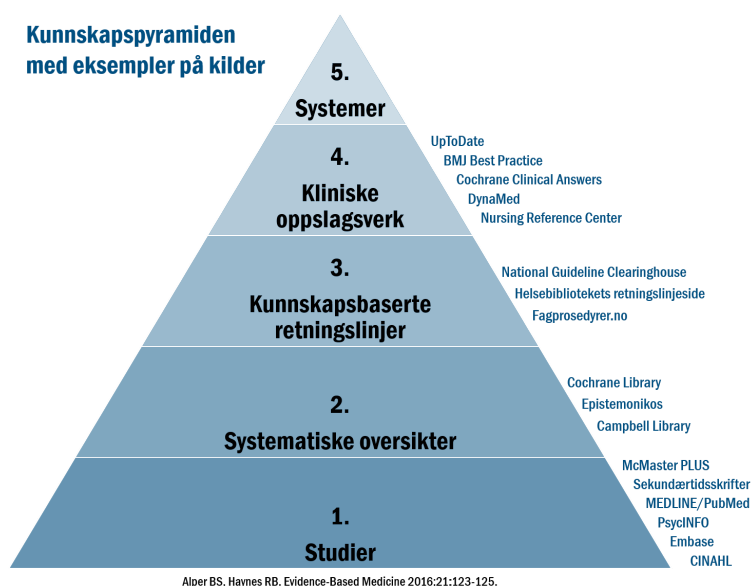 Kunnskapspyramiden
med eksempler på kilder
5.
Systemer
4.
Kliniske
oppslagsverk
UpToDate
BMJ Best Practice
Cochrane Clinical Answers
DynaMed
Nursing Reference Center
3.
Kunnskapsbaserte
retningslinjer
National Guideline Clearinghouse
Helsebibliotekets retningslinjeside
Fagprosedyrer.no
2.
Systematiske oversikter
Cochrane Library
Epistemonikos
Campbell Library
1.
Studier
McMaster PLUS
Sekundærtidsskrifter
MEDLINE/PubMed
PsycINFO
Embase
CINAHL
Alper BS, Haynes RB. Evidence-Based Medicine 2016;21:123-125.